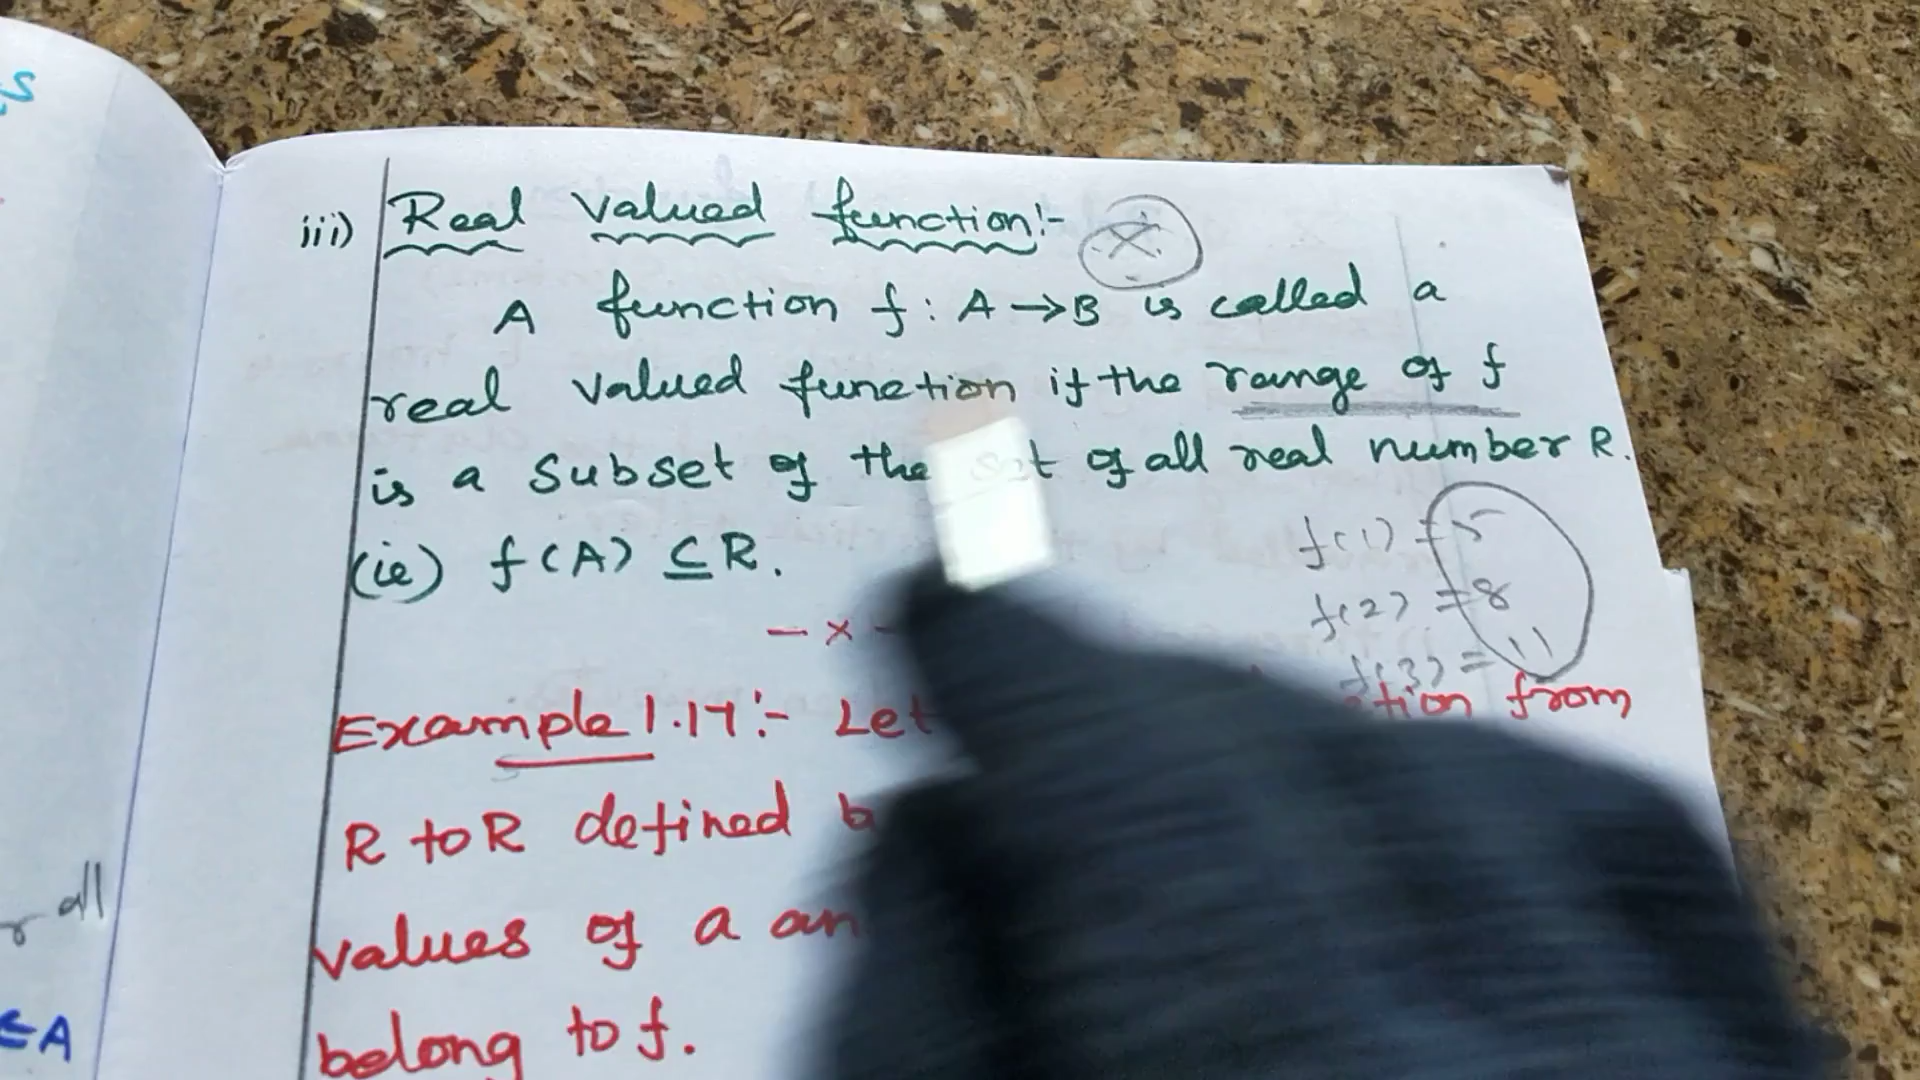 iii) Real valued function:-
A function f : A → B is called a
real valued function if the range of f
is a subset of the set of all real number R.
(ie) f(A) ⊆ R.
f(1) = 5
f(2) = 8
f(3) = 11
— x —
Example 1.17:- Let from
R to R defined
values of a
belong to f.
all
A